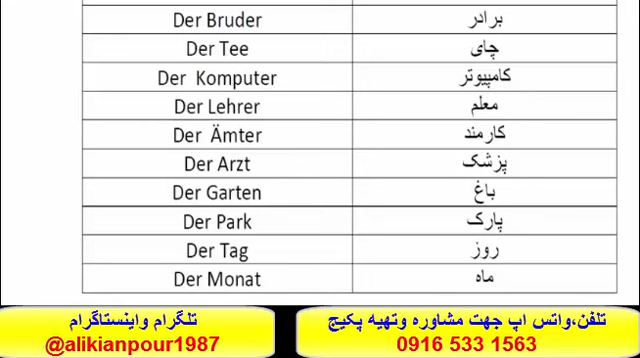 Der Bruder برادر
Der Tee چای
Der Komputer کامپیوتر
Der Lehrer معلم
Der Ämter کارمند
Der Arzt پزشک
Der Garten باغ
Der Park پارک
Der Tag روز
Der Monat ماه
تلگرام واینستاگرام
@alikianpour1987
تلفن،واتس اپ جهت مشاوره وتهیه پکیج
0916 533 1563